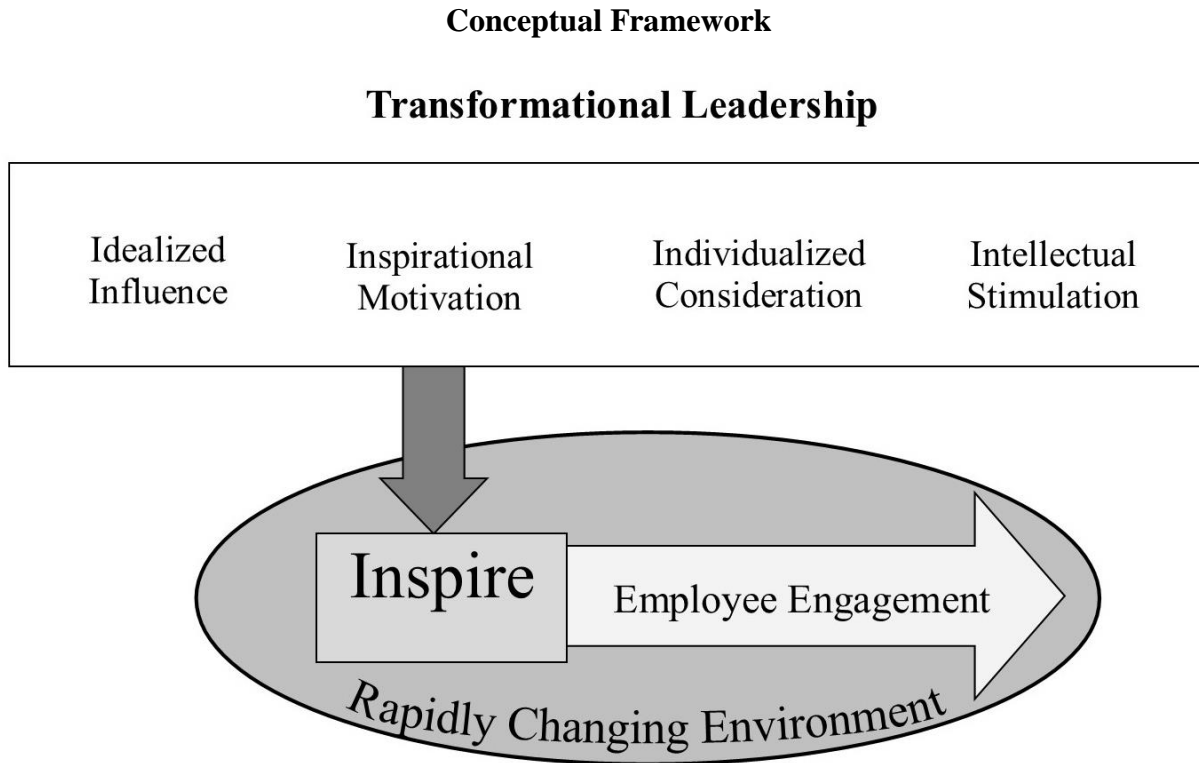 Conceptual Framework
Transformational Leadership
Idealized
Influence
Inspirational
Motivation
Individualized
Consideration
Intellectual
Stimulation
Inspire
Employee Engagement
Rapidly Changing Environment